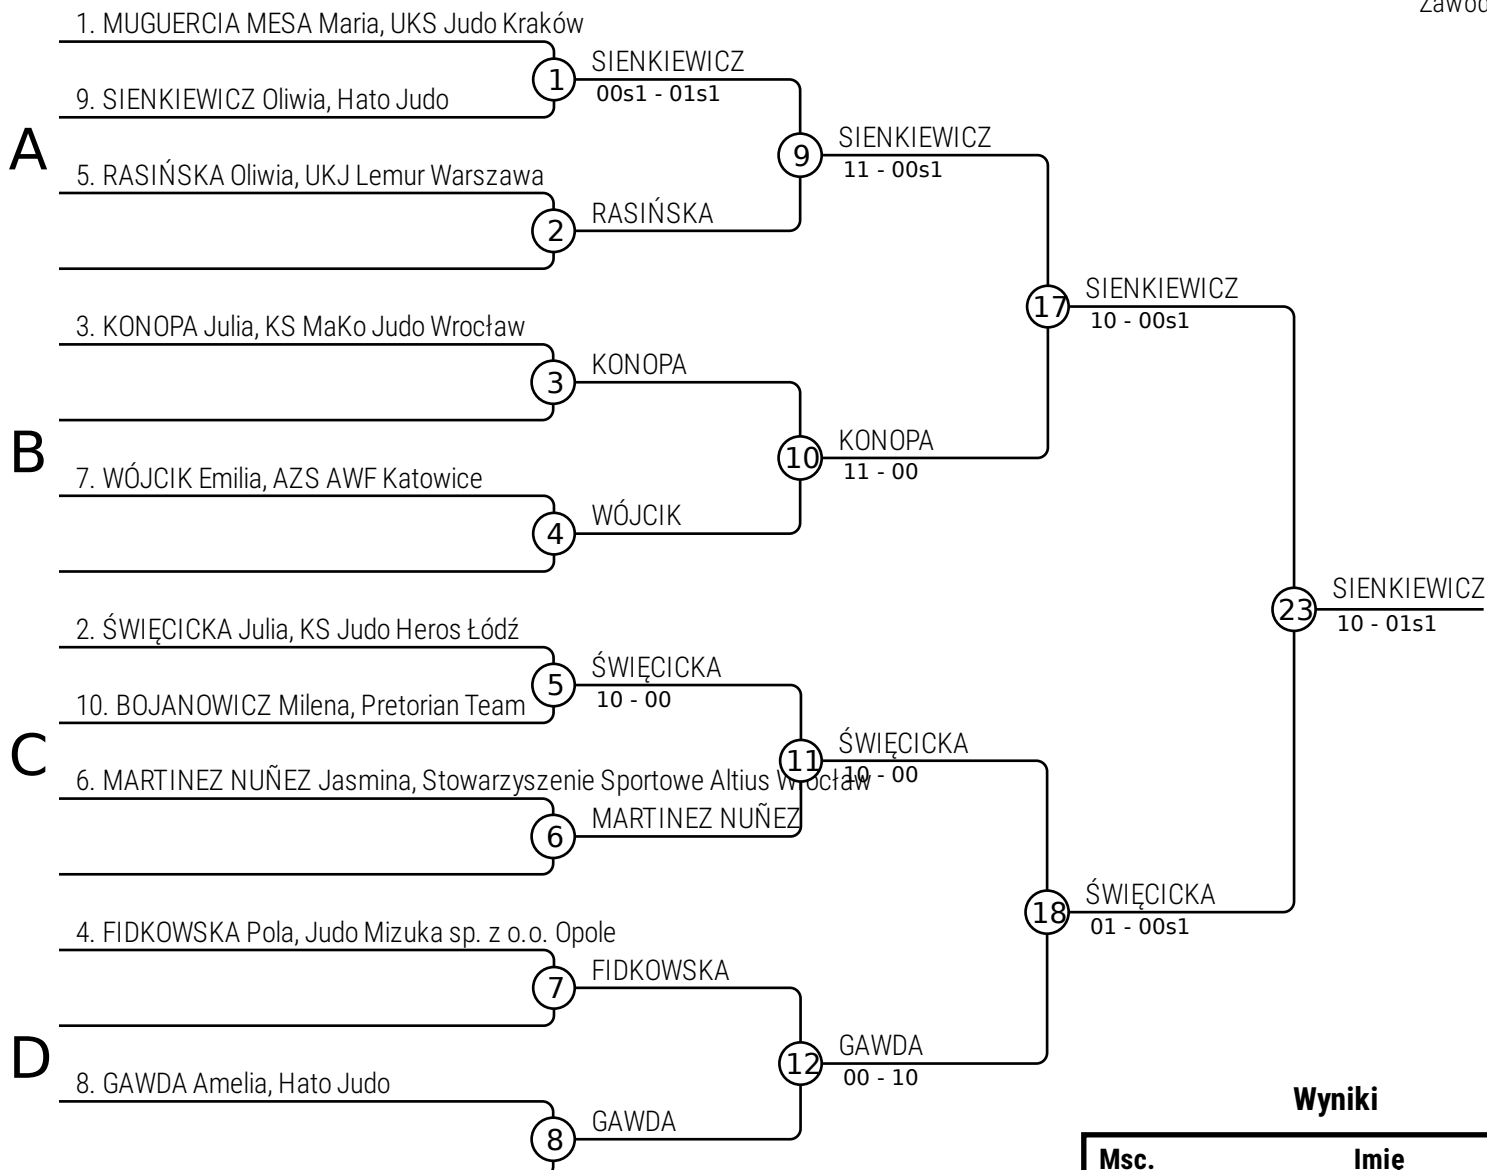 Zawod
1. MUGUERCIA MESA Maria, UKS Judo Kraków
1
SIENKIEWICZ
00s1 - 01s1
9. SIENKIEWICZ Oliwia, Hato Judo
A
9
SIENKIEWICZ
11 - 00s1
5. RASIŃSKA Oliwia, UKJ Lemur Warszawa
2
RASIŃSKA
17
SIENKIEWICZ
10 - 00s1
3. KONOPA Julia, KS MaKo Judo Wrocław
3
KONOPA
B
10
KONOPA
11 - 00
7. WÓJCIK Emilia, AZS AWF Katowice
4
WÓJCIK
23
SIENKIEWICZ
10 - 01s1
2. ŚWIĘCICKA Julia, KS Judo Heros Łódź
5
ŚWIĘCICKA
10 - 00
10. BOJANOWICZ Milena, Pretorian Team
C
11
ŚWIĘCICKA
10 - 00
6. MARTINEZ NUÑEZ Jasmina, Stowarzyszenie Sportowe Altius Wrocław
6
MARTINEZ NUÑEZ
18
ŚWIĘCICKA
01 - 00s1
4. FIDKOWSKA Pola, Judo Mizuka sp. z o.o. Opole
7
FIDKOWSKA
D
12
GAWDA
00 - 10
8. GAWDA Amelia, Hato Judo
8
GAWDA
Wyniki
Msc. Imię